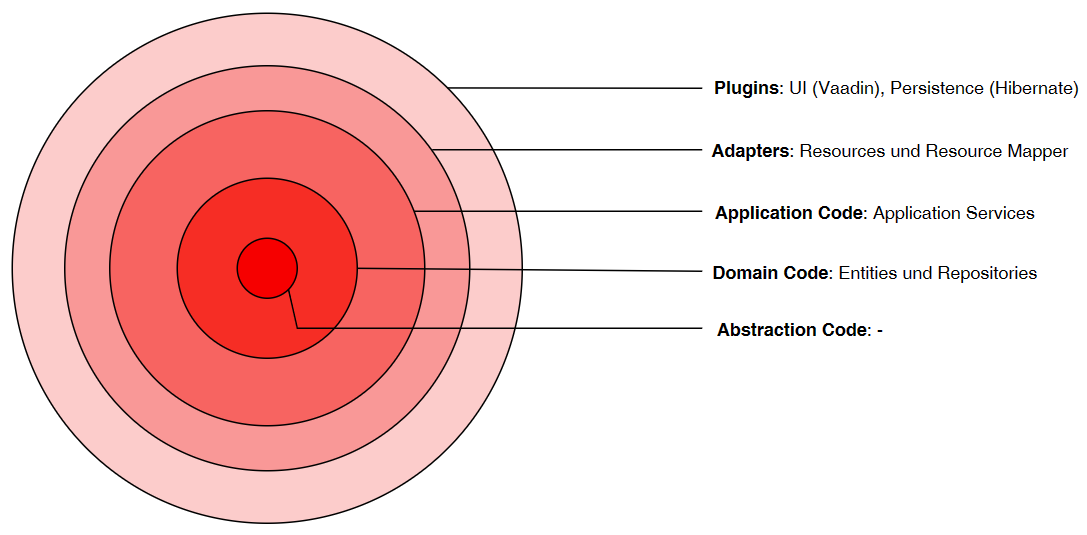 Plugins: UI (Vaadin), Persistence (Hibernate)
Adapters: Resources und Resource Mapper
Application Code: Application Services
Domain Code: Entities und Repositories
Abstraction Code: -